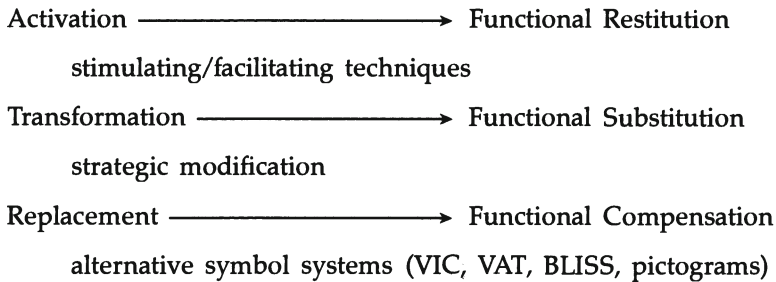 Activation ⟶ Functional Restitution
stimulating/facilitating techniques
Transformation ⟶ Functional Substitution
strategic modification
Replacement ⟶ Functional Compensation
alternative symbol systems (VIC, VAT, BLISS, pictograms)